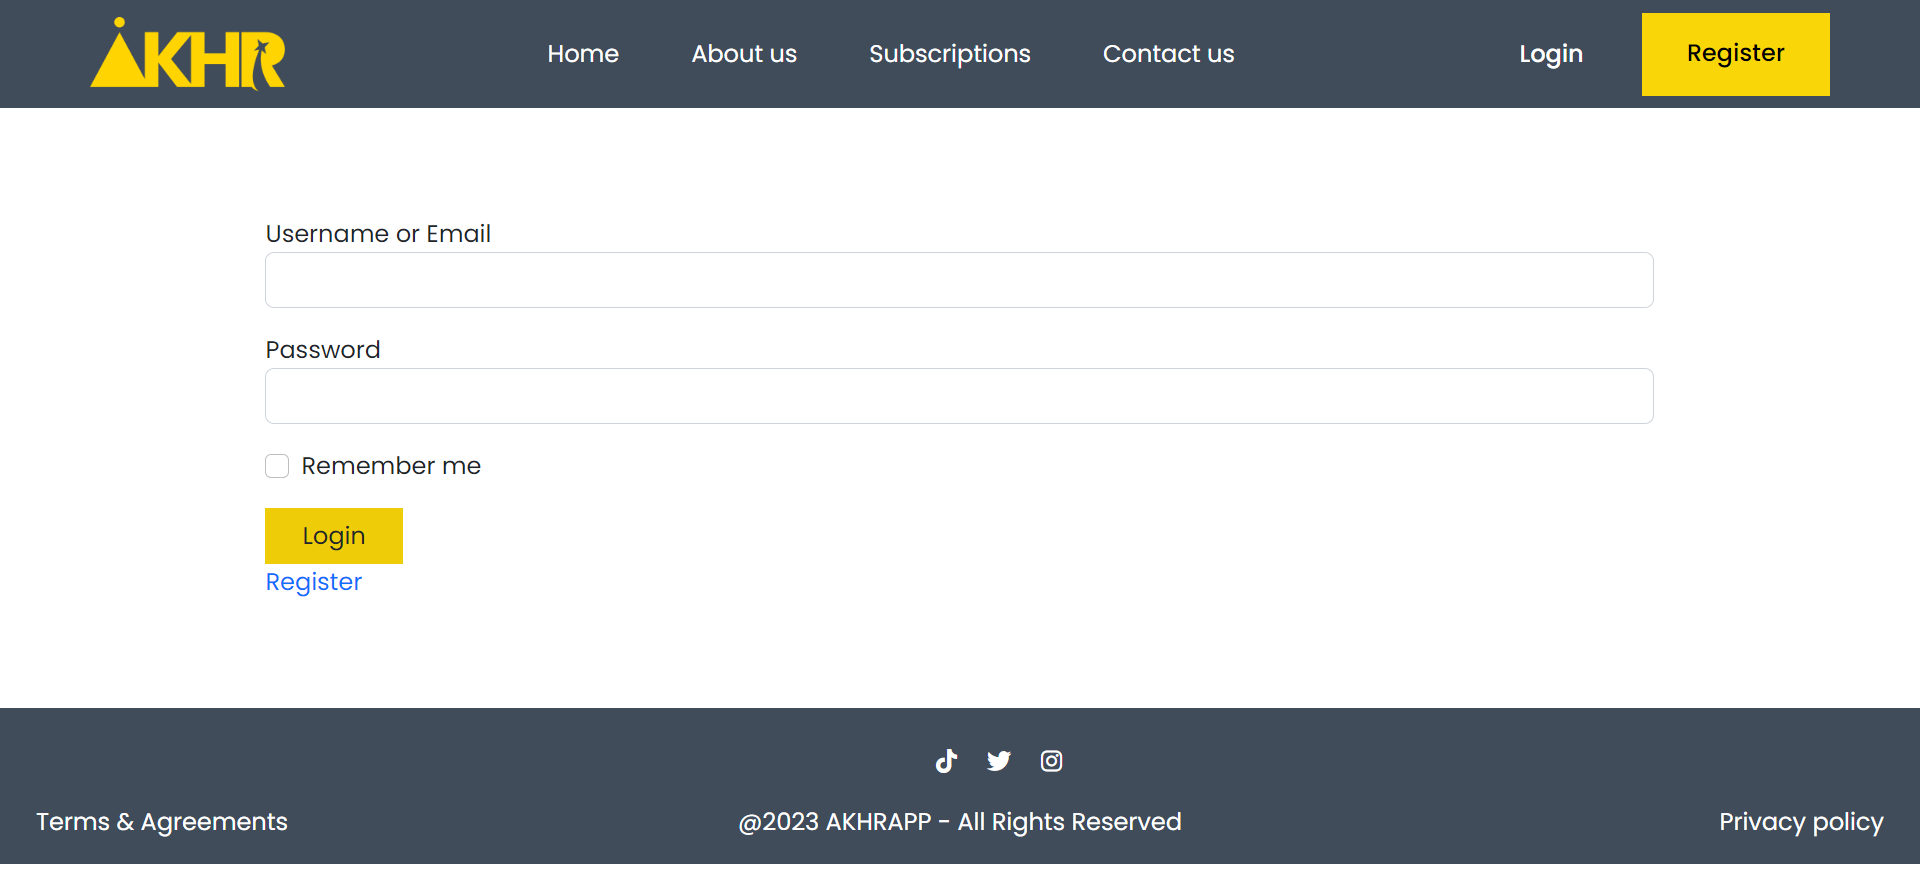 AKHR
Home
About us
Subscriptions
Contact us
Login
Register
Username or Email
Password
Remember me
Login
Register
Terms & Agreements
@2023 AKHRAPP - All Rights Reserved
Privacy policy